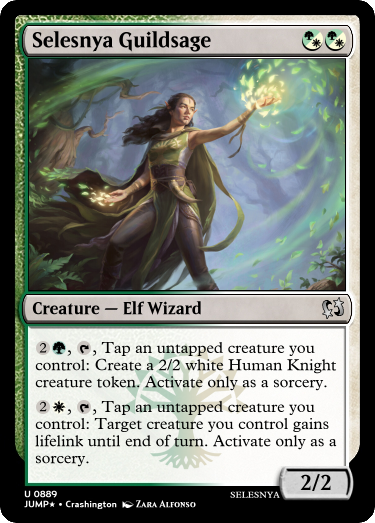 Selesnya Guildsage
Creature — Elf Wizard
2 , , Tap an untapped creature you
control: Create a 2/2 white Human Knight
creature token. Activate only as a sorcery.
2 , , Tap an untapped creature you
control: Target creature you control gains
lifelink until end of turn. Activate only as a
sorcery.
2/2
U 0889
JUMP★ • Crashington Zara Alfonso
SELESNYA